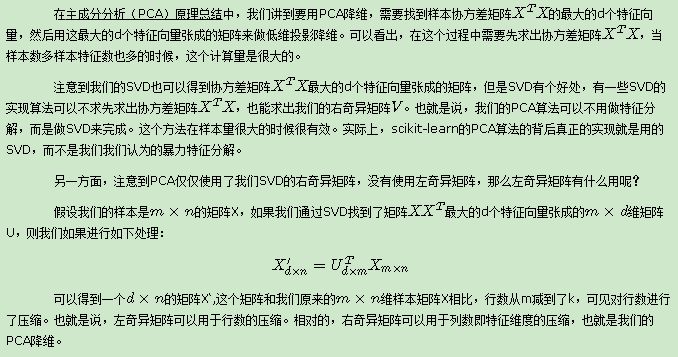 在主成分分析（PCA）原理总结中，我们讲到要用PCA降维，需要找到样本协方差矩阵$X^TX$的最大的d个特征向
量，然后用这最大的d个特征向量张成的矩阵来做低维投影降维。可以看出，在这个过程中需要先求出协方差矩阵$X^TX$，当
样本数多样本特征数也多的时候，这个计算量是很大的。
注意到我们的SVD也可以得到协方差矩阵$X^TX$最大的d个特征向量张成的矩阵，但是SVD有个好处，有一些SVD的
实现算法可以不求先求出协方差矩阵$X^TX$，也能求出我们的右奇异矩阵$V$。也就是说，我们的PCA算法可以不用做特征分
解，而是做SVD来完成。这个方法在样本量很大的时候很有效。实际上，scikit-learn的PCA算法的背后真正的实现就是用的
SVD，而不是我们我们认为的暴力特征分解。
另一方面，注意到PCA仅仅使用了我们SVD的右奇异矩阵，没有使用左奇异矩阵，那么左奇异矩阵有什么用呢？
假设我们的样本是$m \times n$的矩阵X，如果我们通过SVD找到了矩阵$XX^T$最大的d个特征向量张成的$m \times d$维矩阵
U，则我们如果进行如下处理：
$X'_{d \times n} = U^T_{d \times m}X_{m \times n}$
可以得到一个$d \times n$的矩阵X`,这个矩阵和我们原来的$m \times n$维样本矩阵X相比，行数从m减到了k，可见对行数进行
了压缩。也就是说，左奇异矩阵可以用于行数的压缩。相对的，右奇异矩阵可以用于列数即特征维度的压缩，也就是我们的
PCA降维。